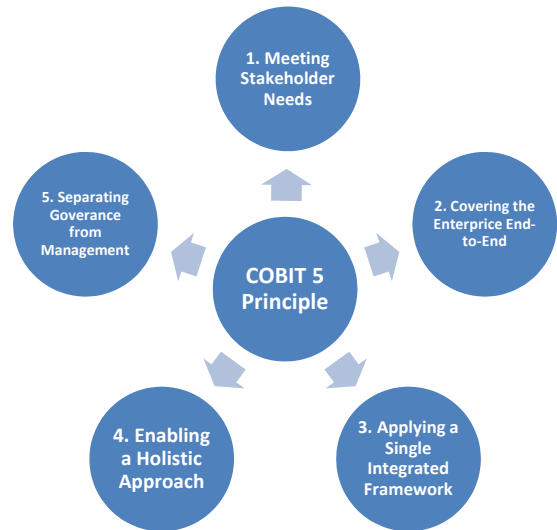 1. Meeting
Stakeholder
Needs
5. Separating
Goverance
from
Management
2. Covering the
Enterprice End-
to-End
COBIT 5
Principle
4. Enabling
a Holistic
Approach
3. Applying a
Single
Integrated
Framework